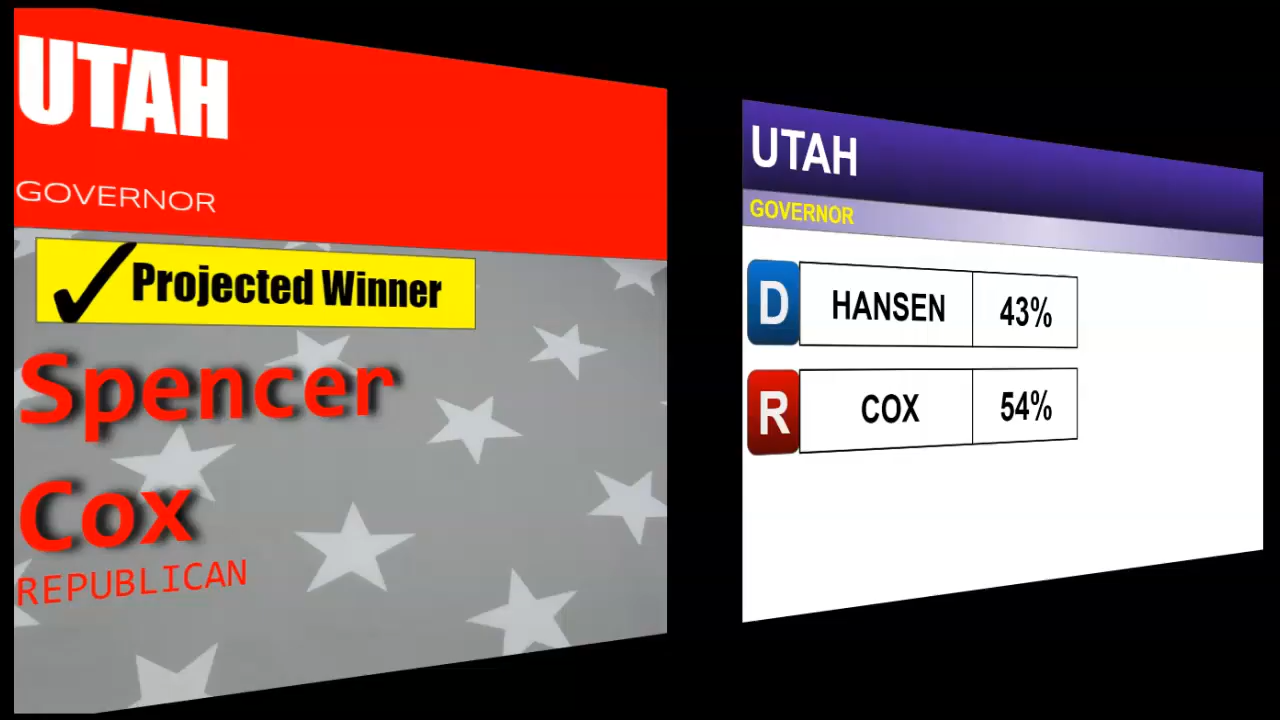 UTAH
GOVERNOR
Projected Winner
Spencer
Cox
REPUBLICAN
UTAH
GOVERNOR
D HANSEN 43%
R COX 54%